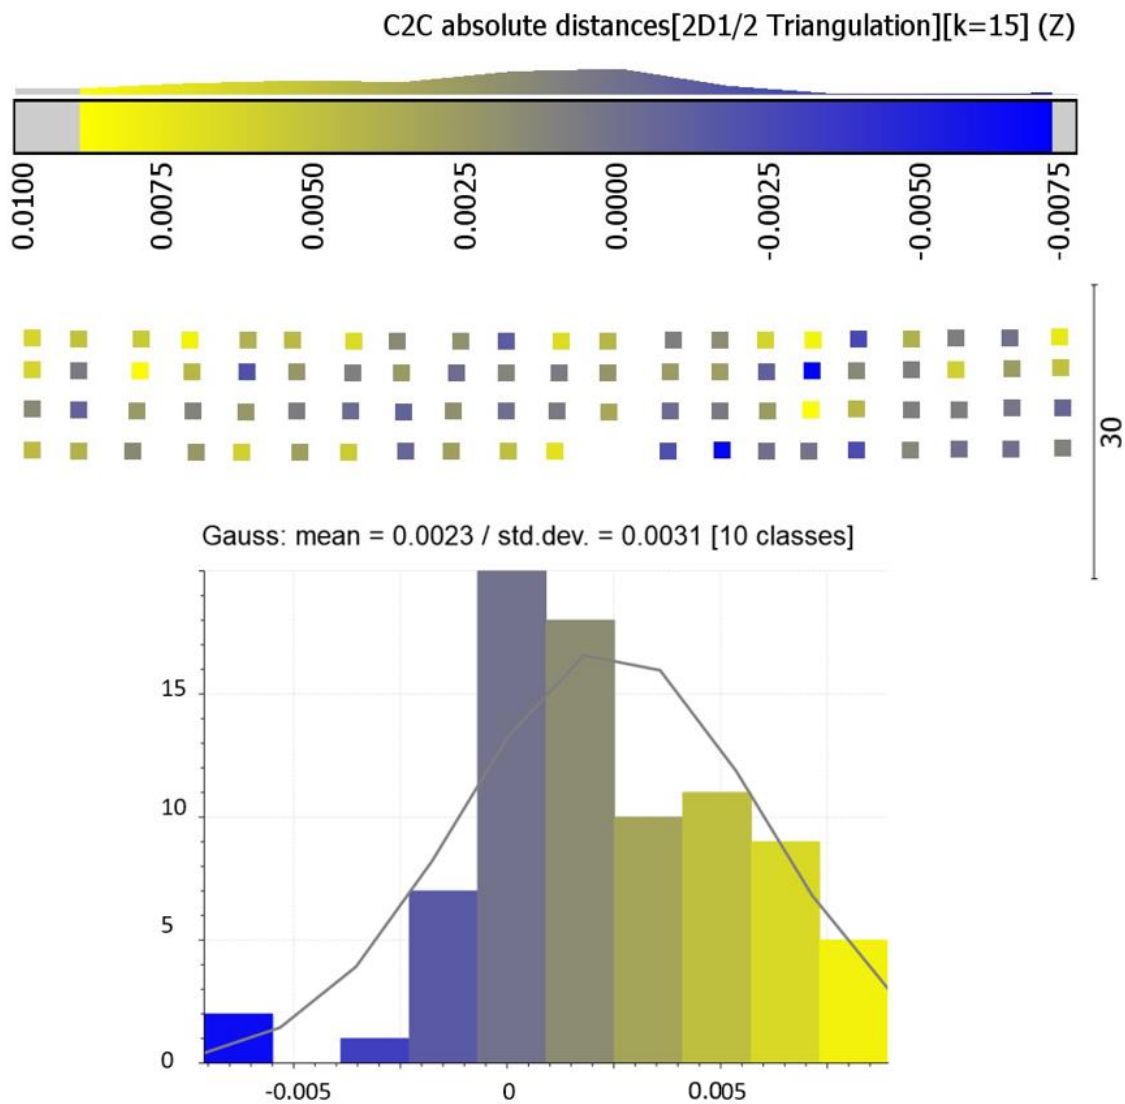 C2C absolute distances[2D1/2 Triangulation][k=15] (Z)
0.0100 0.0075 0.0050 0.0025 0.0000 -0.0025 -0.0050 -0.0075
30
Gauss: mean = 0.0023 / std.dev. = 0.0031 [10 classes]
15
10
5
0
-0.005 0 0.005